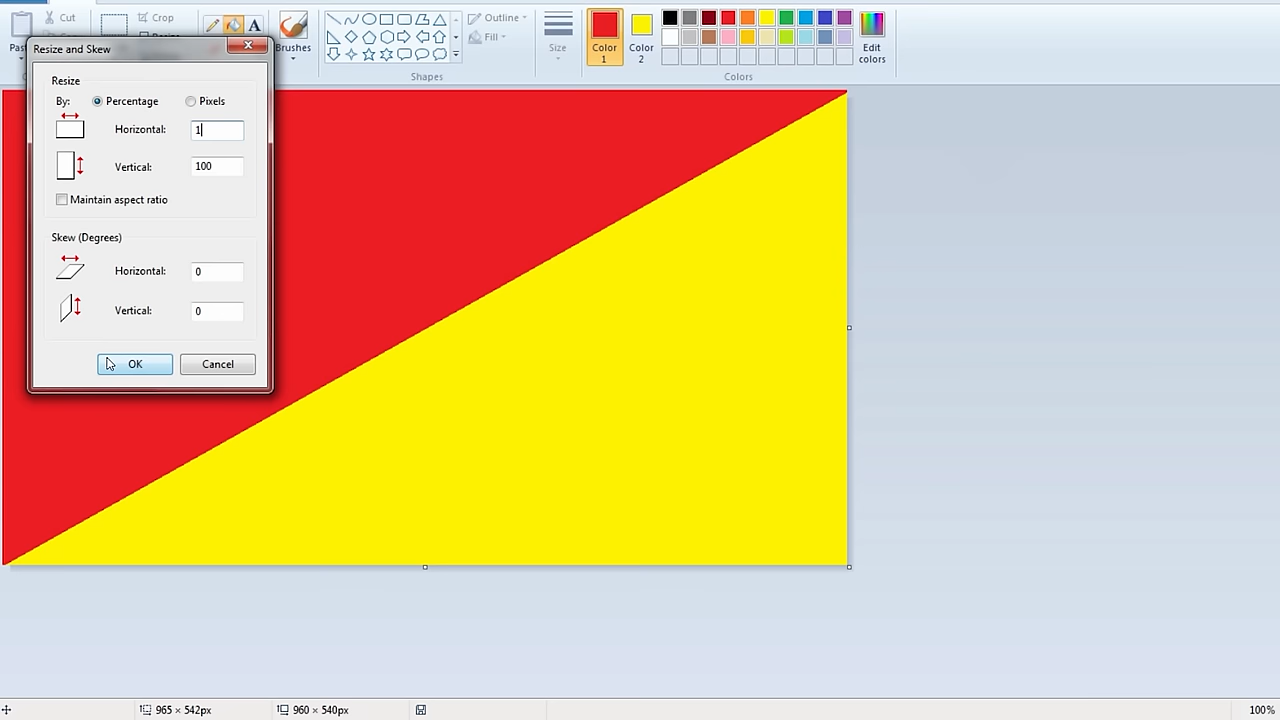 Cut
Crop
A
Brushes
Shapes
Outline
Fill
Size
Color 1
Color 2
Edit colors
Colors
Resize and Skew
Resize
By: Percentage Pixels
Horizontal: 1
Vertical: 100
Maintain aspect ratio
Skew (Degrees)
Horizontal: 0
Vertical: 0
OK Cancel
965 × 542px
960 × 540px
100%